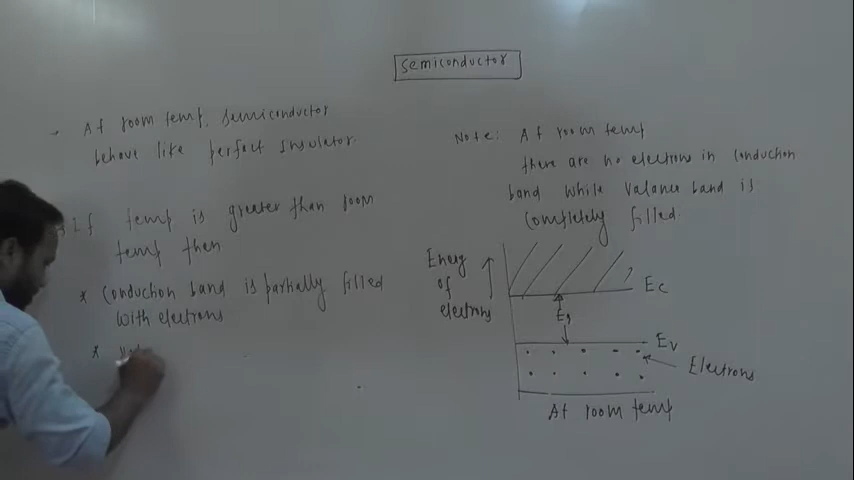 Semiconductor
At room temp. semiconductor
behave like perfect insulator.
If temp is greater than room
temp then
* Conduction band is partially filled
with electrons
*
Note: At room temp
there are no electrons in conduction
band while valance band is
completely filled.
Energy
of
electrons
Ec
Eg
Ev
Electrons
At room temp